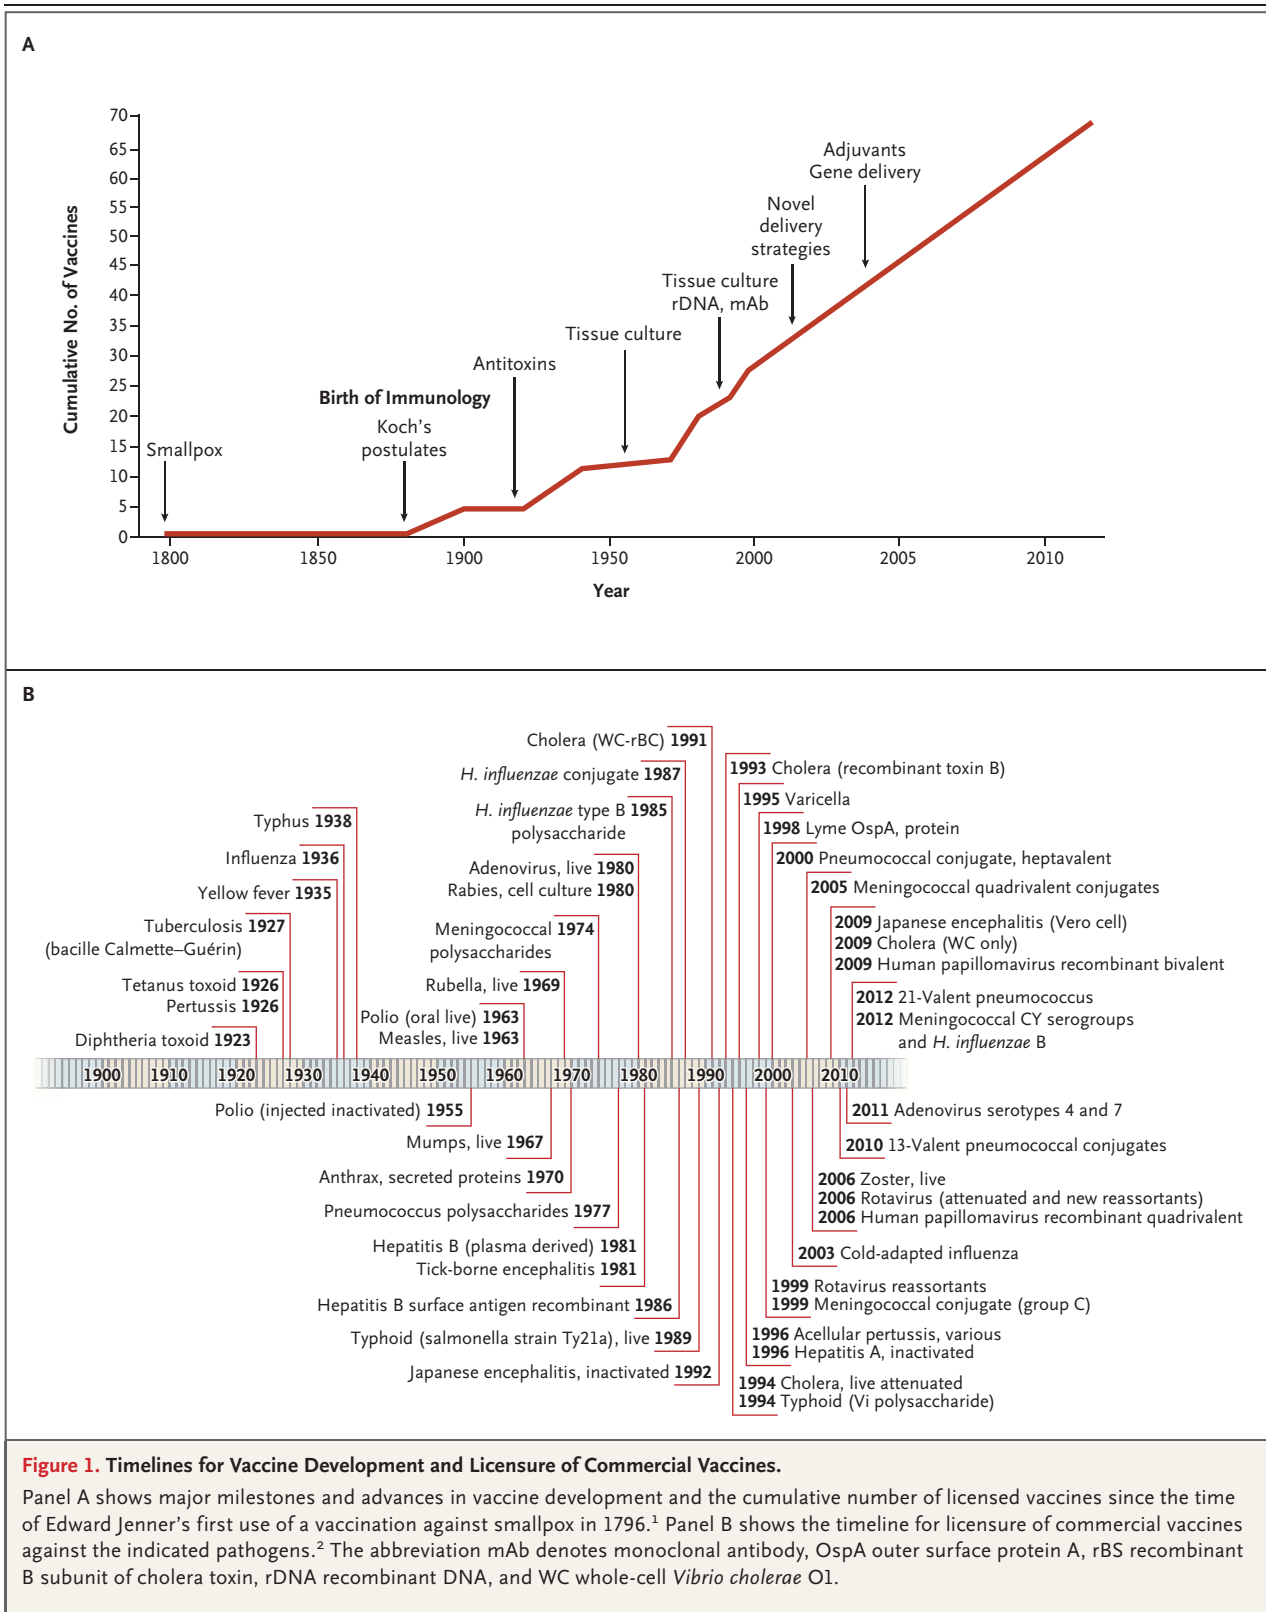 A
70
65
60
55
50
45
40
35
30
25
20
15
10
5
0
Cumulative No. of Vaccines
Smallpox
Birth of Immunology
Koch's
postulates
Antitoxins
Tissue culture
Tissue culture
rDNA, mAb
Novel
delivery
strategies
Adjuvants
Gene delivery
1800 1850 1900 1950 2000 2005 2010
Year
B
Cholera (WC-rBC) 1991
H. influenzae conjugate 1987
H. influenzae type B 1985
polysaccharide
Adenovirus, live 1980
Rabies, cell culture 1980
Meningococcal 1974
polysaccharides
Rubella, live 1969
Polio (oral live) 1963
Measles, live 1963
Typhus 1938
Influenza 1936
Yellow fever 1935
Tuberculosis 1927
(bacille Calmette–Guérin)
Tetanus toxoid 1926
Pertussis 1926
Diphtheria toxoid 1923
1993 Cholera (recombinant toxin B)
1995 Varicella
1998 Lyme OspA, protein
2000 Pneumococcal conjugate, heptavalent
2005 Meningococcal quadrivalent conjugates
2009 Japanese encephalitis (Vero cell)
2009 Cholera (WC only)
2009 Human papillomavirus recombinant bivalent
2012 21-Valent pneumococcus
2012 Meningococcal CY serogroups
and H. influenzae B
1900 1910 1920 1930 1940 1950 1960 1970 1980 1990 2000 2010
Polio (injected inactivated) 1955
Mumps, live 1967
Anthrax, secreted proteins 1970
Pneumococcus polysaccharides 1977
Hepatitis B (plasma derived) 1981
Tick-borne encephalitis 1981
Hepatitis B surface antigen recombinant 1986
Typhoid (salmonella strain Ty21a), live 1989
Japanese encephalitis, inactivated 1992
2011 Adenovirus serotypes 4 and 7
2010 13-Valent pneumococcal conjugates
2006 Zoster, live
2006 Rotavirus (attenuated and new reassortants)
2006 Human papillomavirus recombinant quadrivalent
2003 Cold-adapted influenza
1999 Rotavirus reassortants
1999 Meningococcal conjugate (group C)
1996 Acellular pertussis, various
1996 Hepatitis A, inactivated
1994 Cholera, live attenuated
1994 Typhoid (Vi polysaccharide)
Figure 1. Timelines for Vaccine Development and Licensure of Commercial Vaccines.
Panel A shows major milestones and advances in vaccine development and the cumulative number of licensed vaccines since the time
of Edward Jenner's first use of a vaccination against smallpox in 1796.1 Panel B shows the timeline for licensure of commercial vaccines
against the indicated pathogens.2 The abbreviation mAb denotes monoclonal antibody, OspA outer surface protein A, rBS recombinant
B subunit of cholera toxin, rDNA recombinant DNA, and WC whole-cell Vibrio cholerae O1.